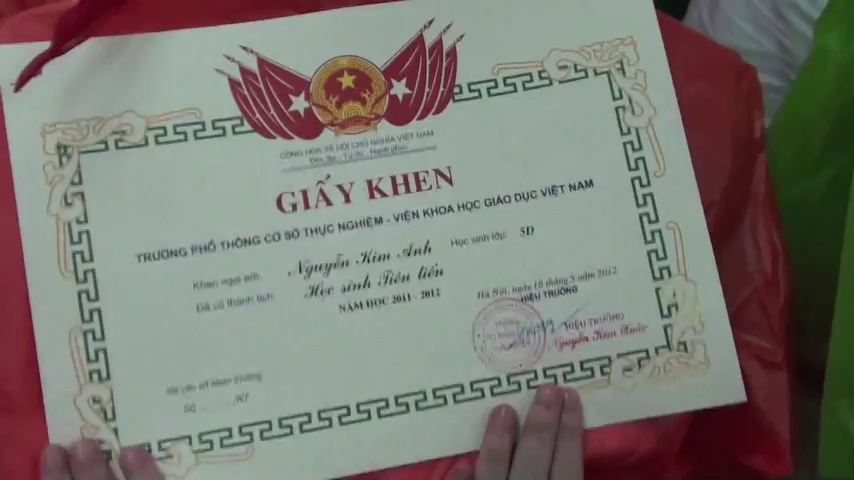 CỘNG HÒA XÃ HỘI CHỦ NGHĨA VIỆT NAM
Độc lập - Tự do - Hạnh phúc
GIẤY KHEN
TRƯỜNG PHỔ THÔNG CƠ SỞ THỰC NGHIỆM - VIỆN KHOA HỌC GIÁO DỤC VIỆT NAM
Khen ngợi em: Nguyễn Kim Anh Học sinh lớp: 5D
Đã có thành tích: Học sinh Tiên tiến
NĂM HỌC 2011 - 2012
Hà Nội, ngày 18 tháng 5 năm 2012
HIỆU TRƯỞNG
HIỆU TRƯỞNG
Nguyễn Kim
Số